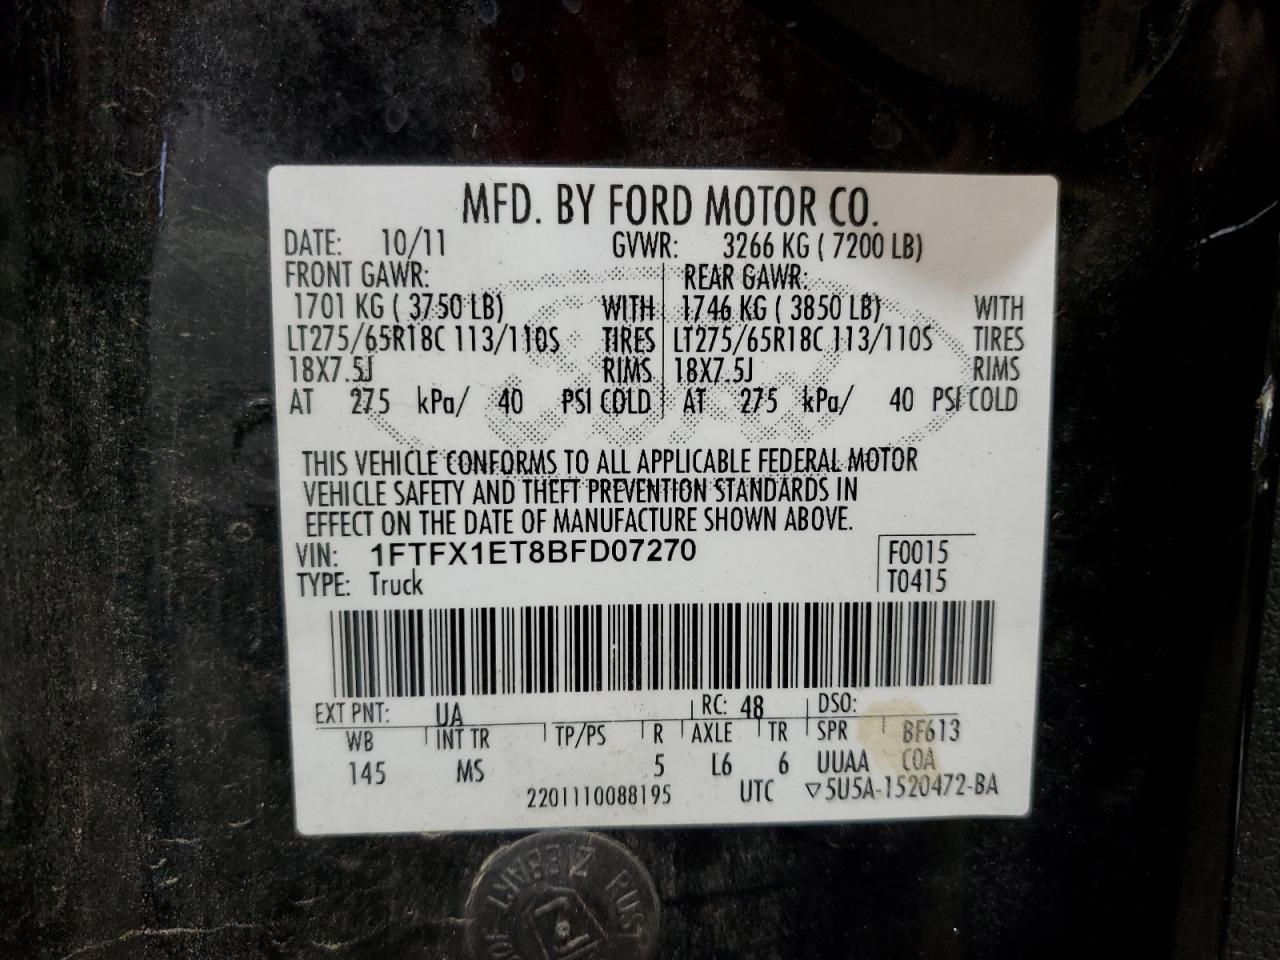 MFD. BY FORD MOTOR CO.
DATE: 10/11 GVWR: 3266 KG ( 7200 LB)
FRONT GAWR: REAR GAWR:
1701 KG ( 3750 LB) WITH 1746 KG ( 3850 LB) WITH
LT275/65R18C 113/110S TIRES LT275/65R18C 113/110S TIRES
18X7.5J RIMS 18X7.5J RIMS
AT 275 kPa/ 40 PSI COLD AT 275 kPa/ 40 PSI COLD
THIS VEHICLE CONFORMS TO ALL APPLICABLE FEDERAL MOTOR
VEHICLE SAFETY AND THEFT PREVENTION STANDARDS IN
EFFECT ON THE DATE OF MANUFACTURE SHOWN ABOVE.
VIN: 1FTFX1ET8BFD07270 F0015
TYPE: Truck T0415
EXT PNT: UA RC: 48 DSO:
WB INT TR TP/PS R AXLE TR SPR BF613
145 MS 5 L6 6 UUAA COA
2201110088195 UTC ▽5U5A-1520472-BA
ZIEBART RUST